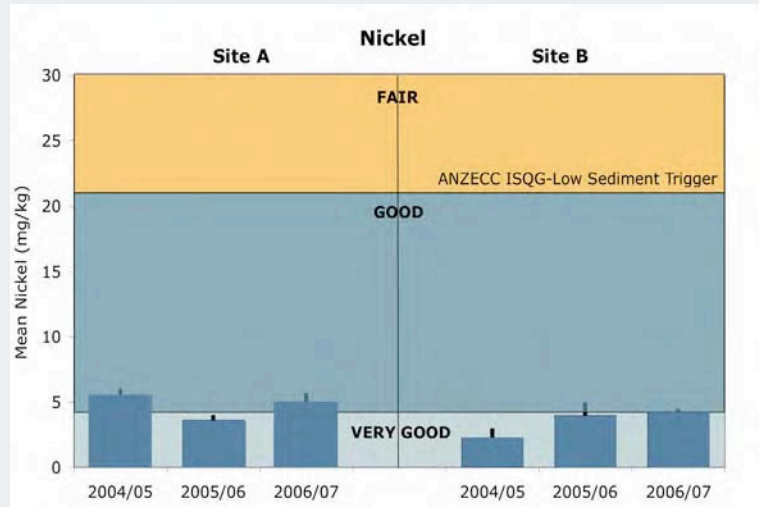 Nickel
Site A Site B
30
FAIR
25
ANZECC ISQG-Low Sediment Trigger
20
GOOD
15
10
5
VERY GOOD
0
Mean Nickel (mg/kg)
2004/05 2005/06 2006/07 2004/05 2005/06 2006/07